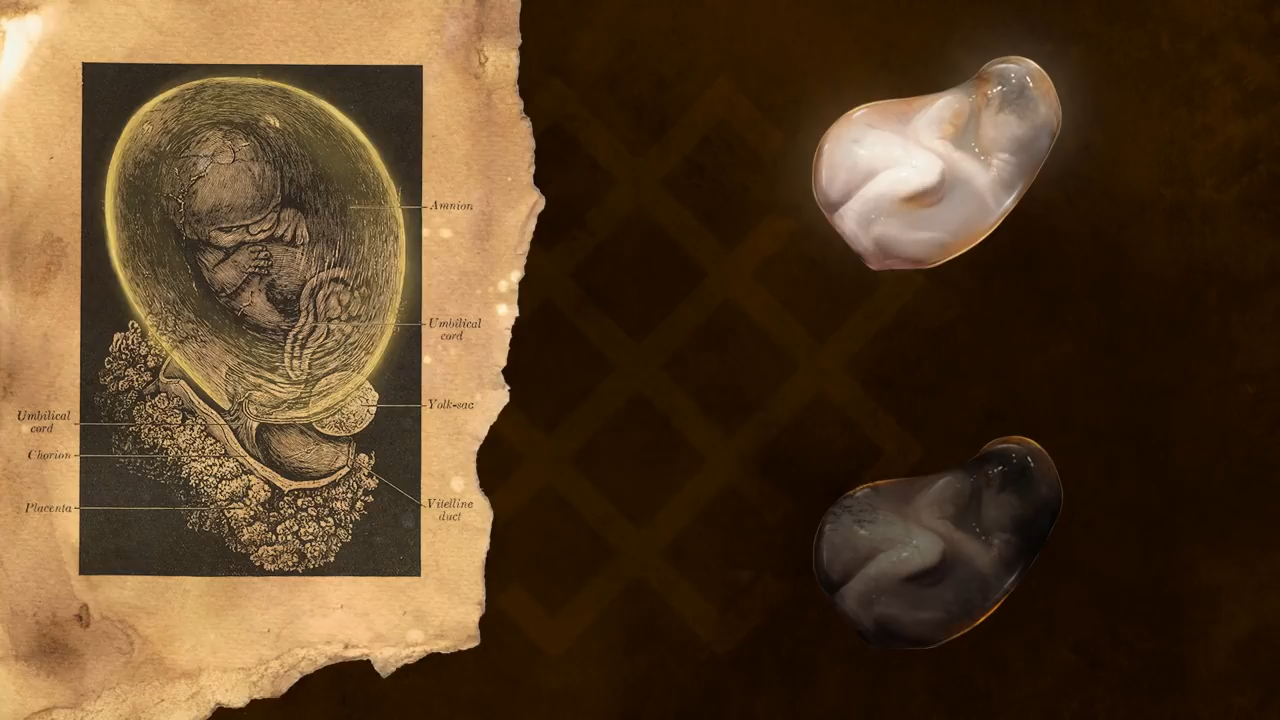 Amnion
Umbilical
cord
Yolk-sac
Umbilical
cord
Chorion
Placenta
Vitelline
duct